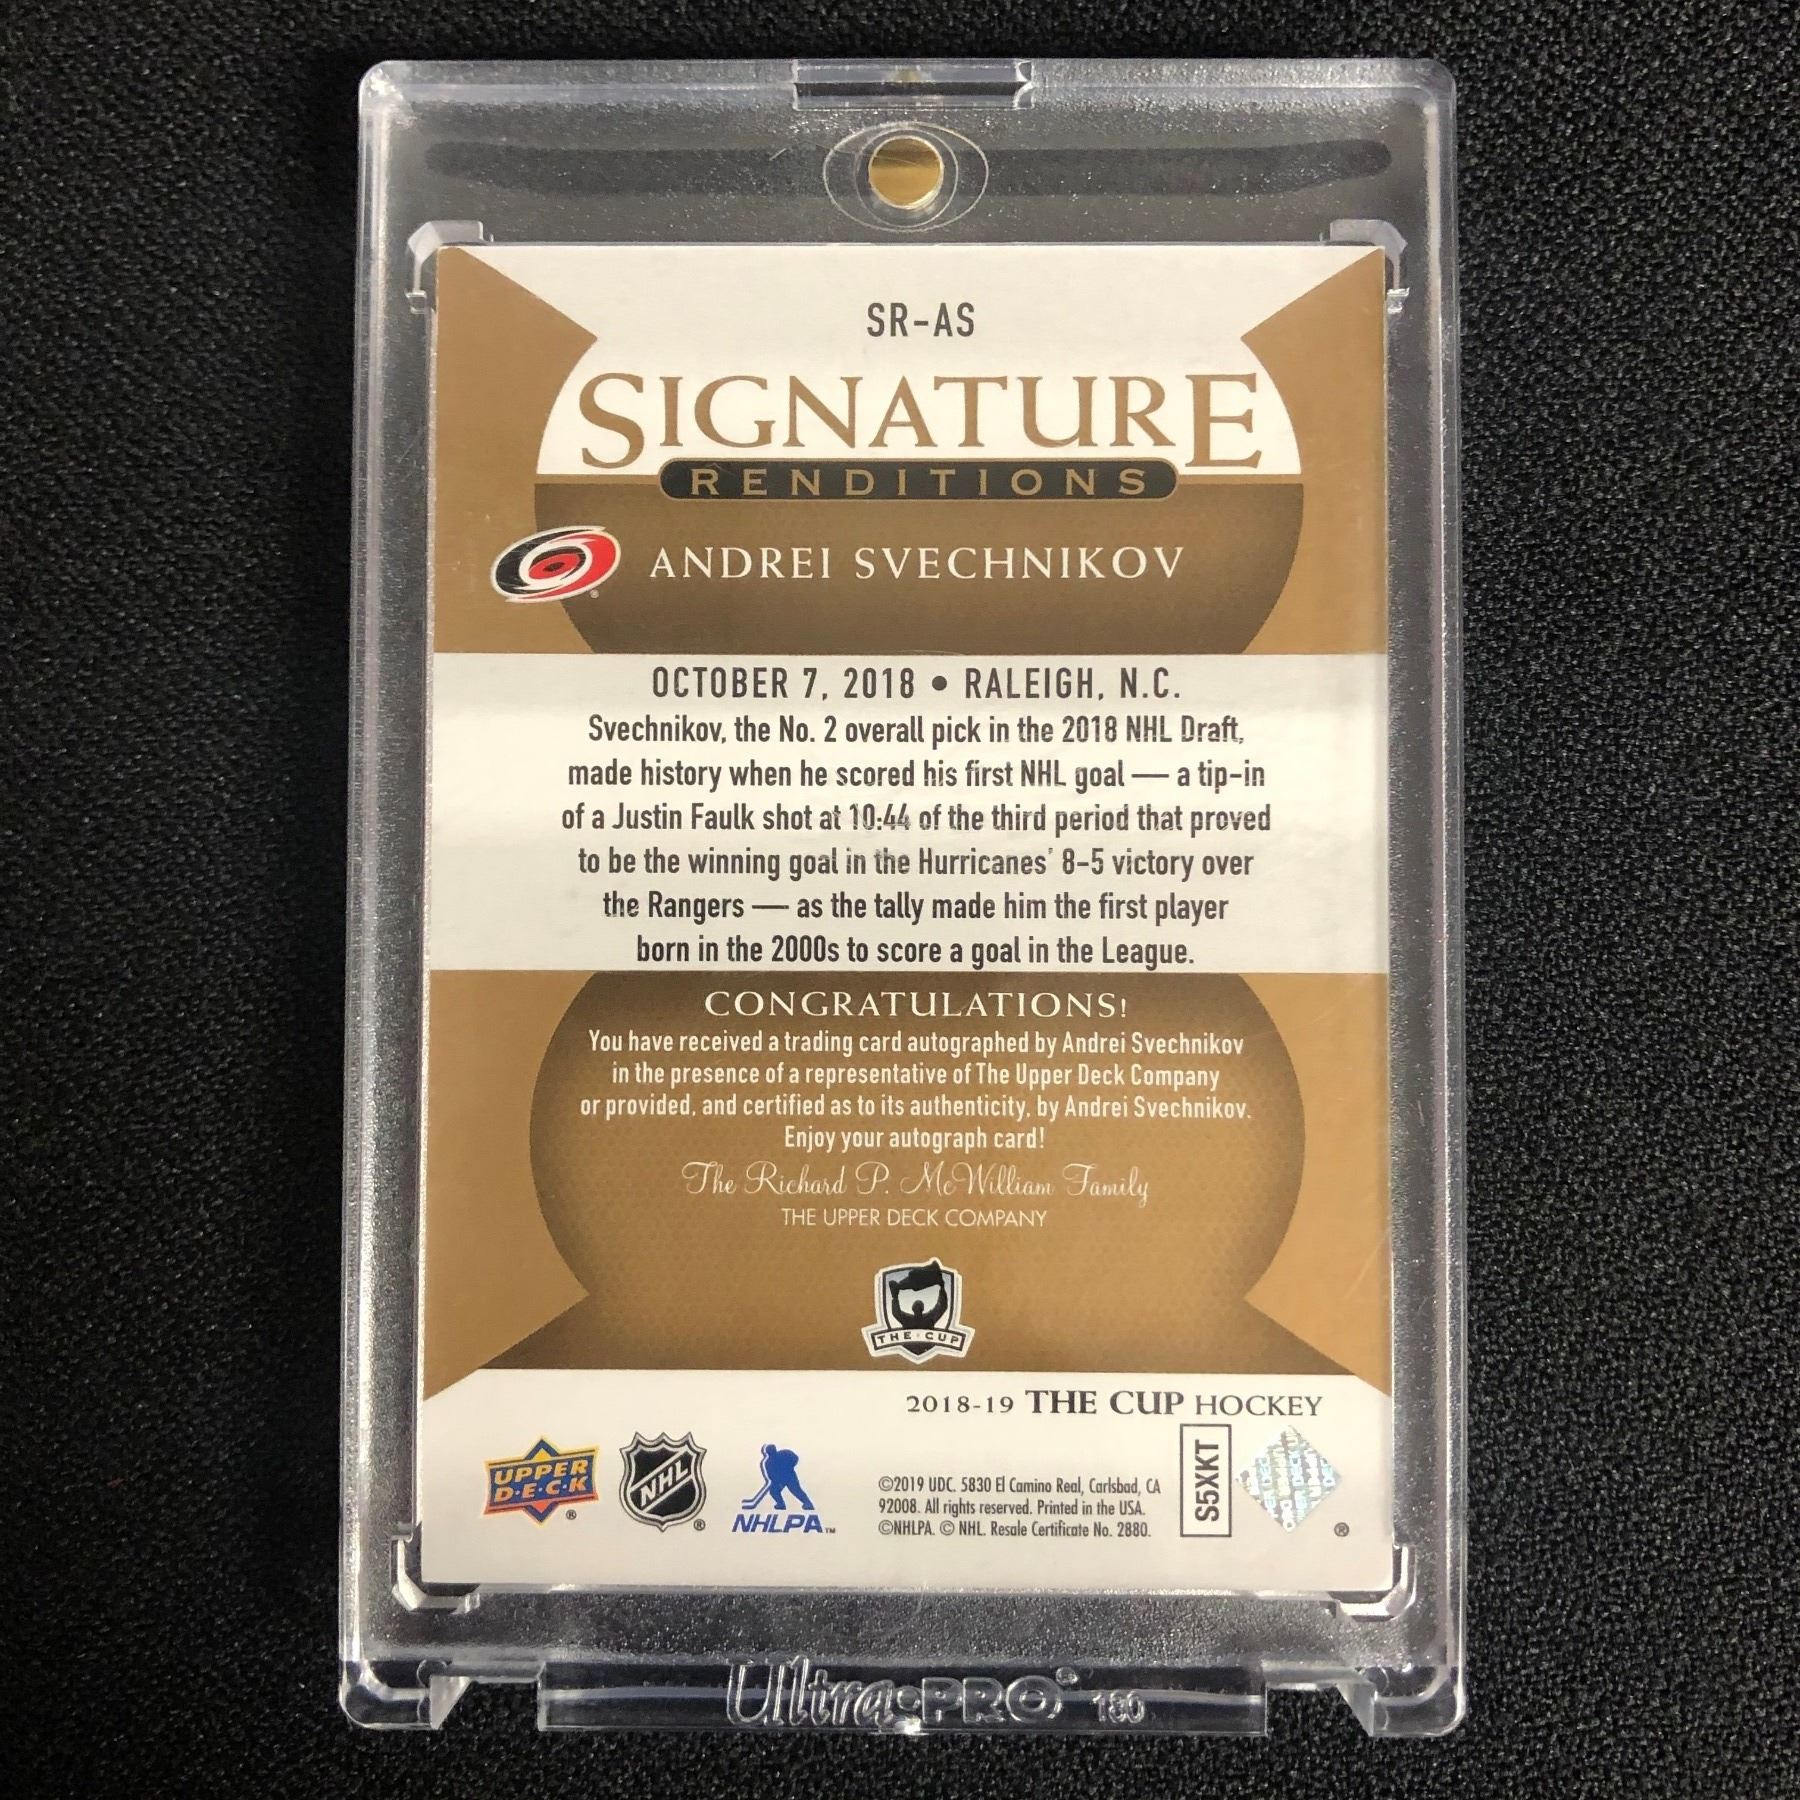 SR-AS
SIGNATURE
RENDITIONS
ANDREI SVECHNIKOV
OCTOBER 7, 2018 • RALEIGH, N.C.
Svechnikov, the No. 2 overall pick in the 2018 NHL Draft,
made history when he scored his first NHL goal — a tip-in
of a Justin Faulk shot at 10:44 of the third period that proved
to be the winning goal in the Hurricanes' 8-5 victory over
the Rangers — as the tally made him the first player
born in the 2000s to score a goal in the League.
CONGRATULATIONS!
You have received a trading card autographed by Andrei Svechnikov
in the presence of a representative of The Upper Deck Company
or provided, and certified as to its authenticity, by Andrei Svechnikov.
Enjoy your autograph card!
The Richard P. McWilliam Family
THE UPPER DECK COMPANY
THE CUP
2018-19 THE CUP HOCKEY
UPPER
D·E·C·K ®
NHL ®
NHLPA™
©2019 UDC. 5830 El Camino Real, Carlsbad, CA
92008. All rights reserved. Printed in the USA.
©NHLPA. © NHL. Resale Certificate No. 2880.
S5XKT
®
Ultra·PRO® 180